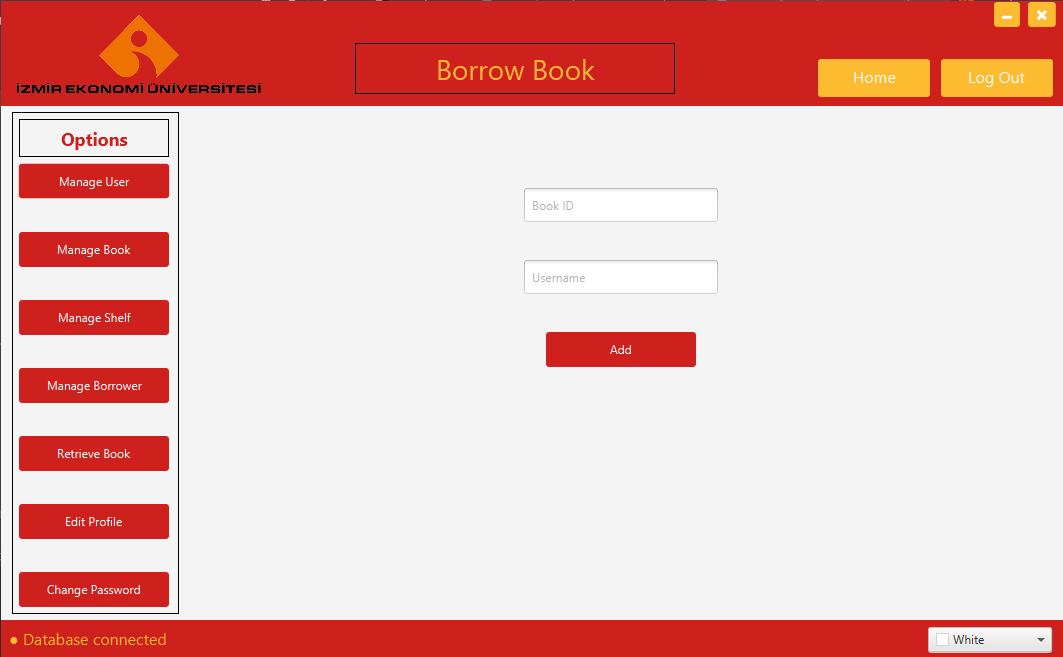 İZMİR EKONOMİ ÜNİVERSİTESİ
Borrow Book
Home
Log Out
Options
Manage User
Manage Book
Manage Shelf
Manage Borrower
Retrieve Book
Edit Profile
Change Password
Book ID
Username
Add
Database connected
White